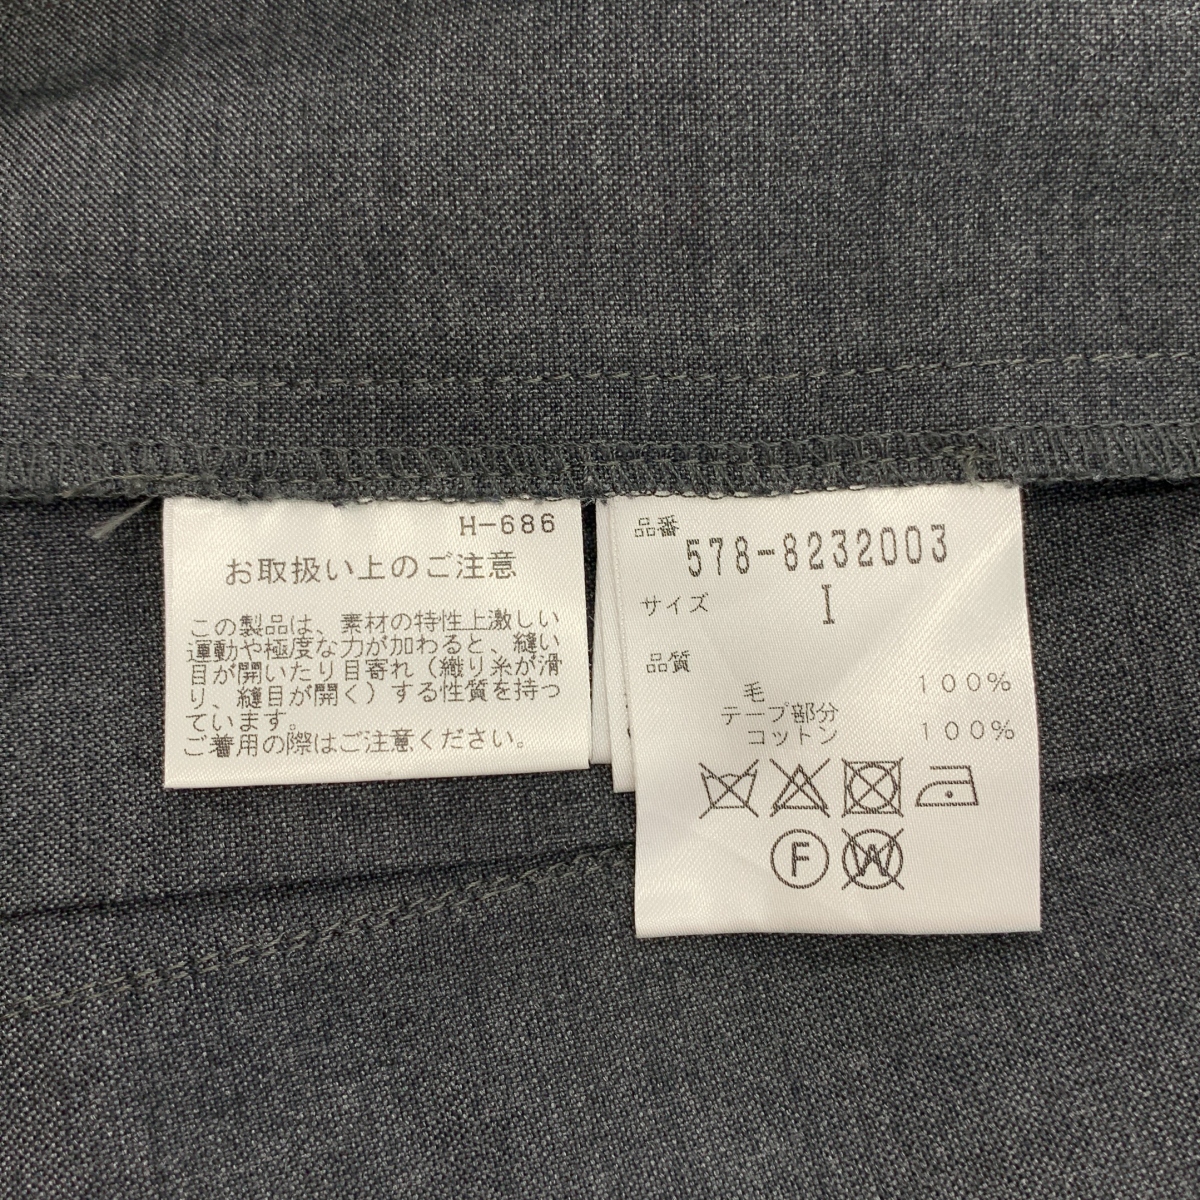 H-686
お取扱い上のご注意
この製品は、素材の特性上激しい
運動や極度な力が加わると、縫い
目が開いたり目寄れ（織り糸が滑
り、縫目が開く）する性質を持っ
ています。
ご着用の際はご注意ください。
品番
578-8232003
サイズ I
品質
毛 100%
テープ部分
コットン 100%
F W